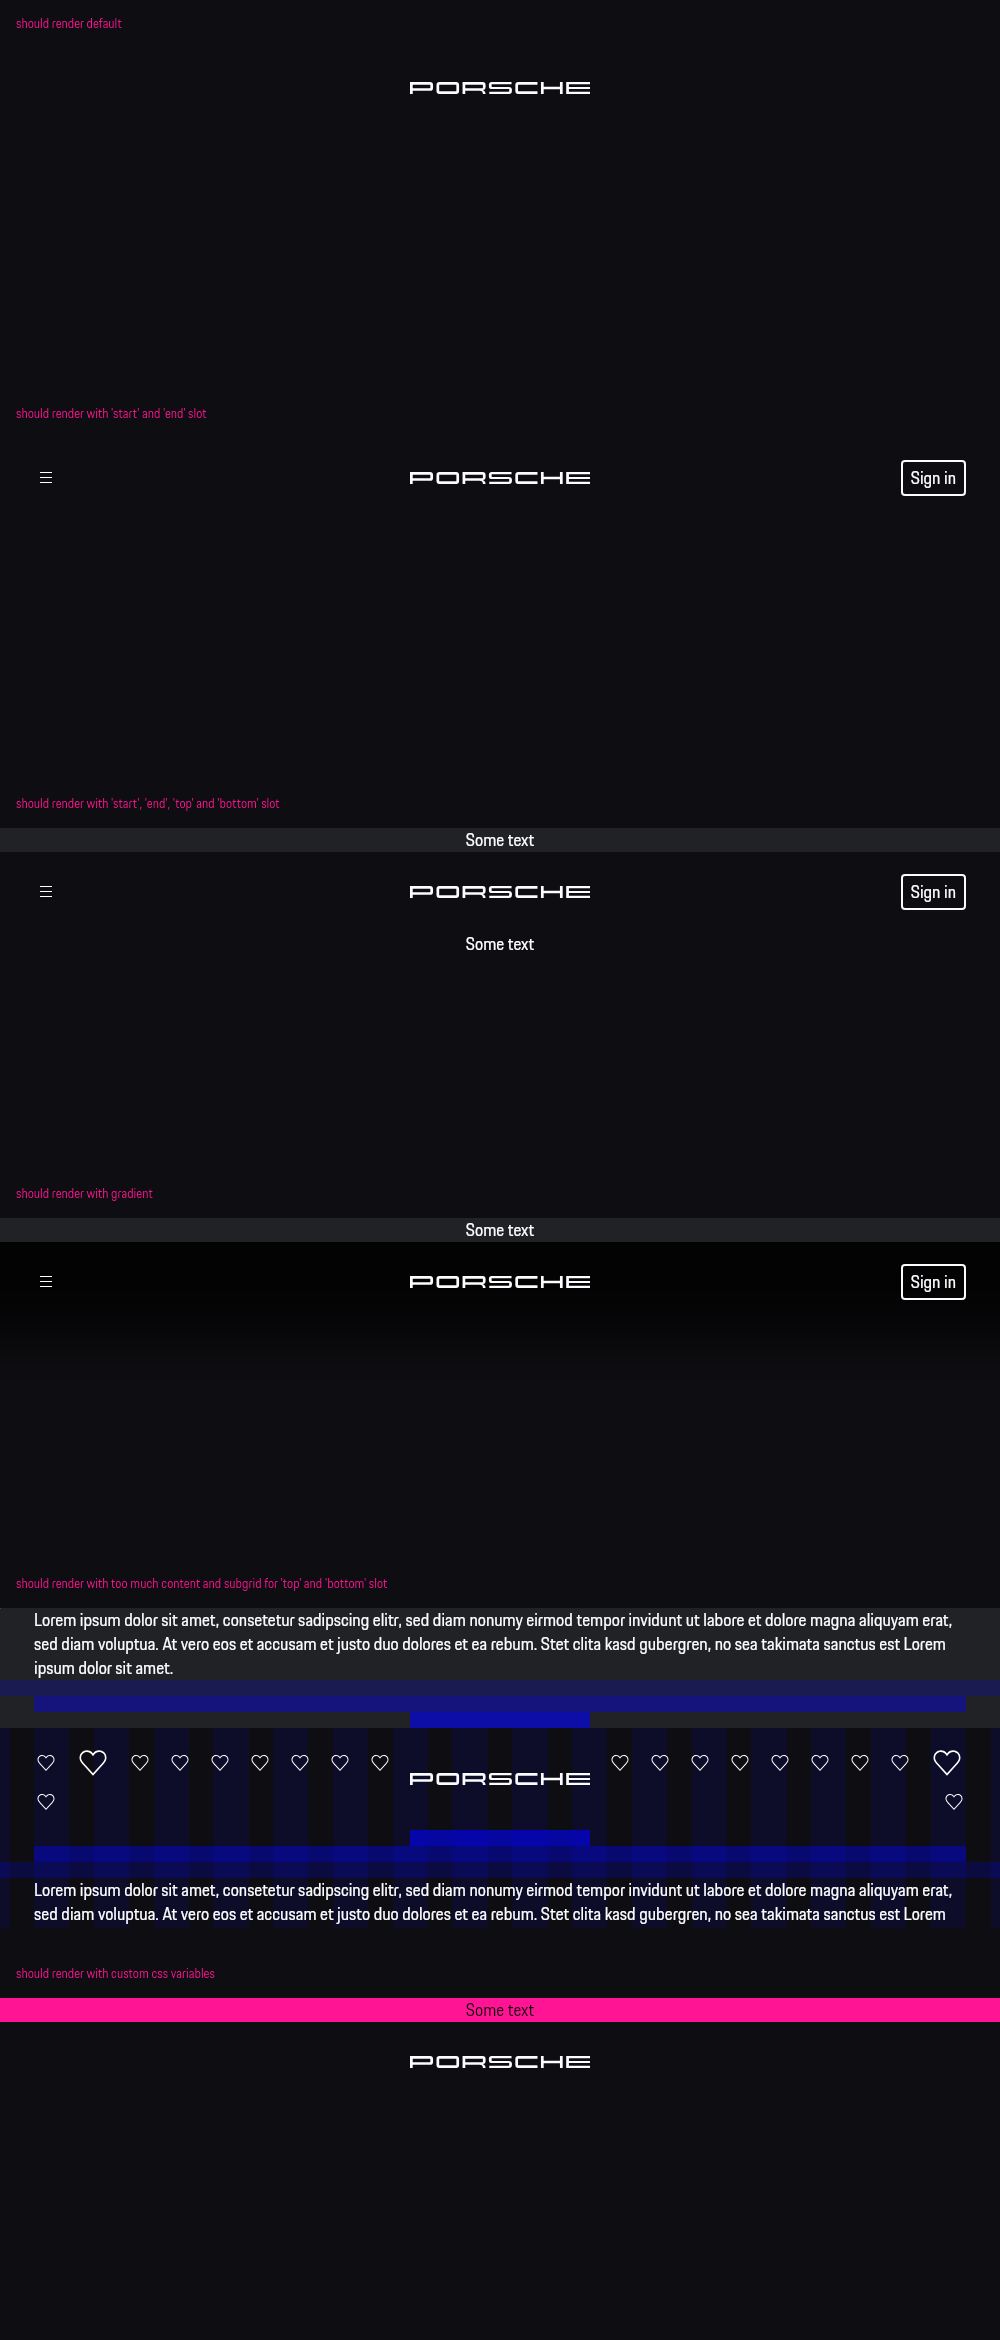 should render default
PORSCHE
should render with 'start' and 'end' slot
PORSCHE
Sign in
should render with 'start', 'end', 'top' and 'bottom' slot
Some text
PORSCHE
Sign in
Some text
should render with gradient
Some text
PORSCHE
Sign in
should render with too much content and subgrid for 'top' and 'bottom' slot
Lorem ipsum dolor sit amet, consetetur sadipscing elitr, sed diam nonumy eirmod tempor invidunt ut labore et dolore magna aliquyam erat,
sed diam voluptua. At vero eos et accusam et justo duo dolores et ea rebum. Stet clita kasd gubergren, no sea takimata sanctus est Lorem
ipsum dolor sit amet.
PORSCHE
Lorem ipsum dolor sit amet, consetetur sadipscing elitr, sed diam nonumy eirmod tempor invidunt ut labore et dolore magna aliquyam erat,
sed diam voluptua. At vero eos et accusam et justo duo dolores et ea rebum. Stet clita kasd gubergren, no sea takimata sanctus est Lorem
should render with custom css variables
Some text
PORSCHE